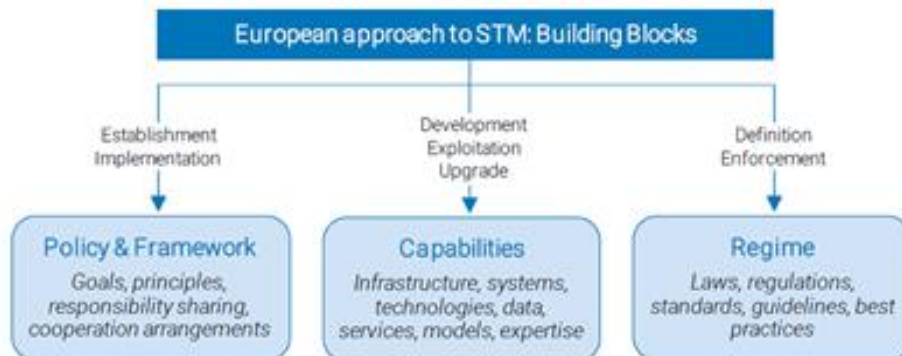 European approach to STM: Building Blocks
Establishment
Implementation
Development
Exploitation
Upgrade
Definition
Enforcement
Policy & Framework
Goals, principles,
responsibility sharing,
cooperation arrangements
Capabilities
Infrastructure, systems,
technologies, data,
services, models, expertise
Regime
Laws, regulations,
standards, guidelines, best
practices